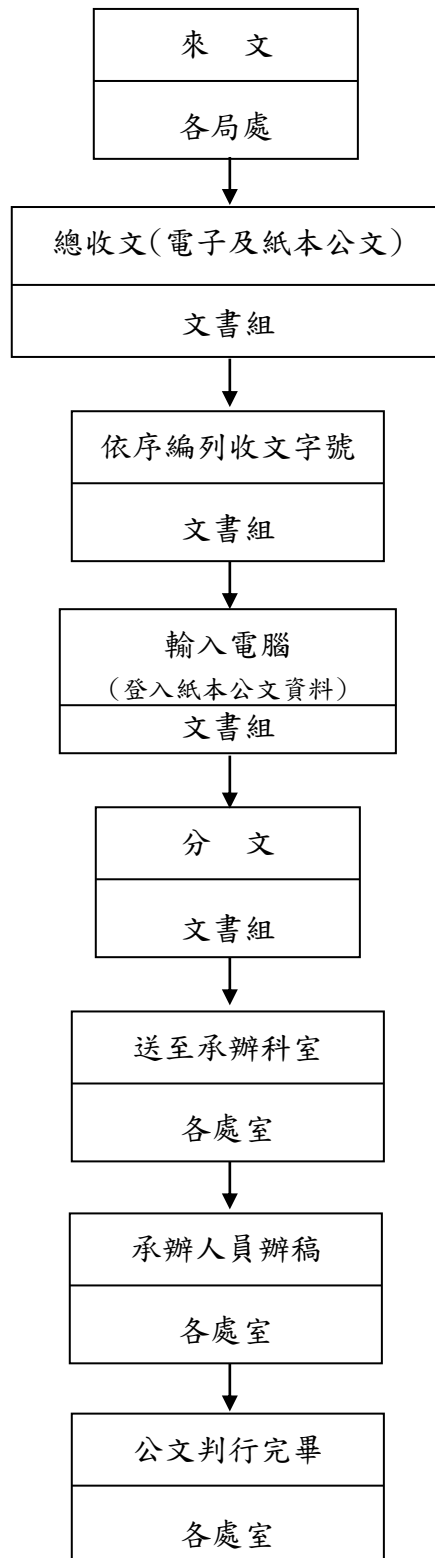 來　文
各局處
總收文(電子及紙本公文)
文書組
依序編列收文字號
文書組
輸入電腦
(登入紙本公文資料)
文書組
分　文
文書組
送至承辦科室
各處室
承辦人員辦稿
各處室
公文判行完畢
各處室